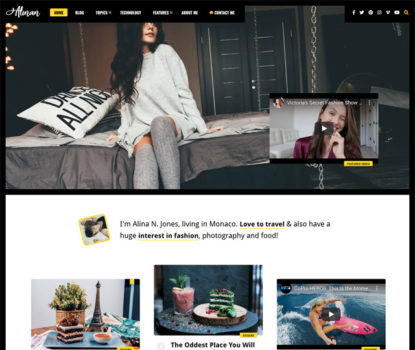 Altman
HOME BLOG TOPICS TECHNOLOGY FEATURES ABOUT ME CONTACT ME
DANCE
ALL NIGHT
Victoria's Secret Fashion Show
FEATURED VIDEO
I'm Alina N. Jones, living in Monaco. Love to travel & also have a
huge interest in fashion, photography and food!
GoPro HERO5: This Is the Mome
The Oddest Place You Will